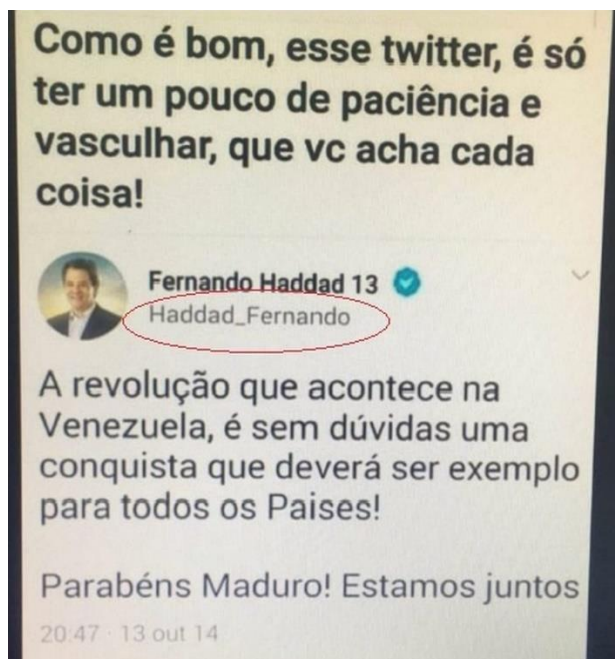 Como é bom, esse twitter, é só
ter um pouco de paciência e
vasculhar, que vc acha cada
coisa!
Fernando Haddad 13
Haddad_Fernando
A revolução que acontece na
Venezuela, é sem dúvidas uma
conquista que deverá ser exemplo
para todos os Paises!
Parabéns Maduro! Estamos juntos
20:47 · 13 out 14